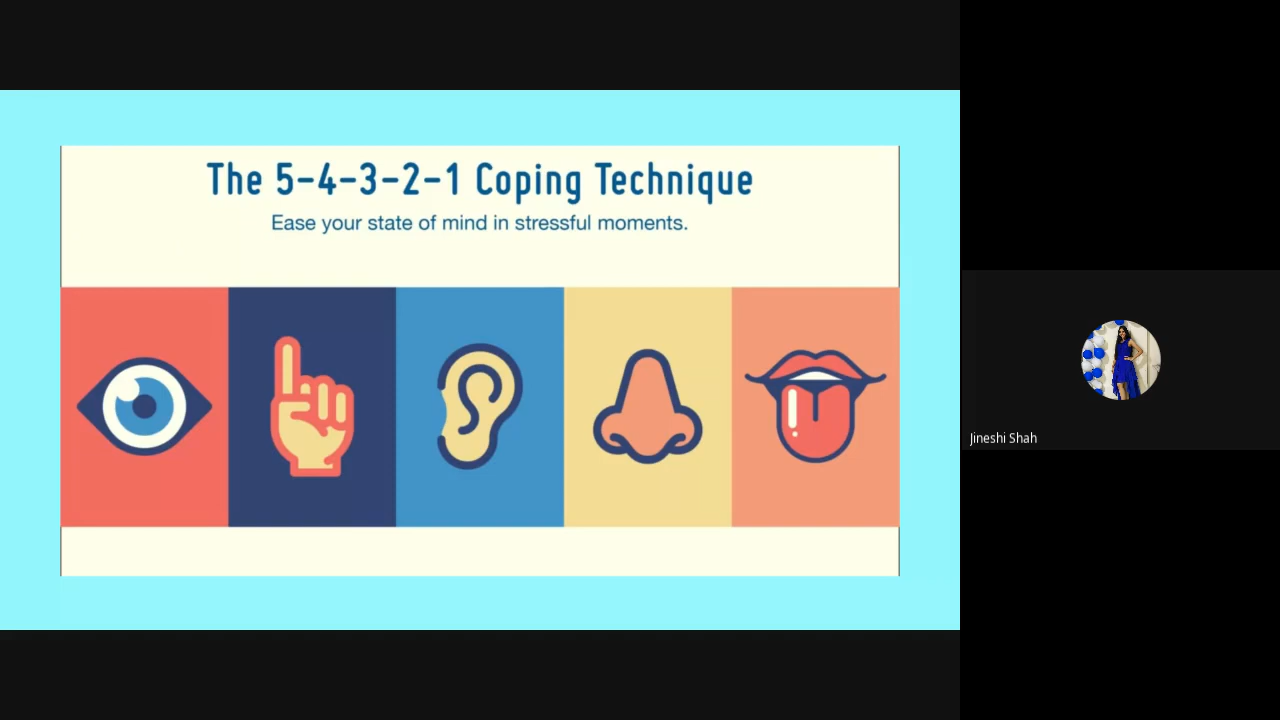 The 5-4-3-2-1 Coping Technique
Ease your state of mind in stressful moments.
Jineshi Shah